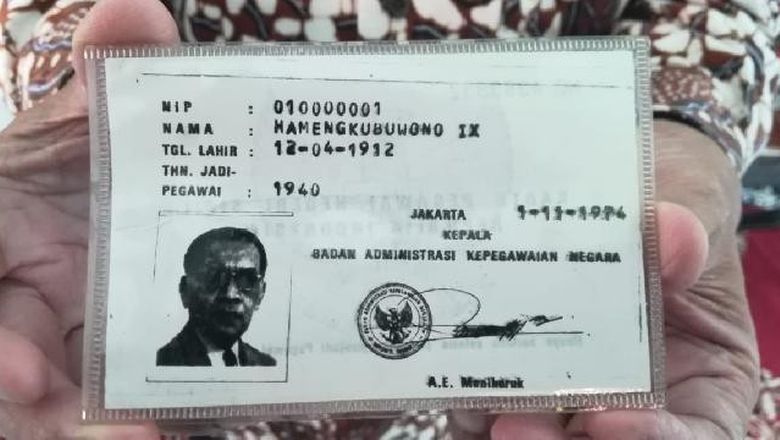 NIP : 010000001
NAMA : HAMENGKUBUWONO IX
TGL. LAHIR : 12-04-1912
THN. JADI-
PEGAWAI : 1940
JAKARTA 1-11-1974
KEPALA
BADAN ADMINISTRASI KEPEGAWAIAN NEGARA
A.E. Manihuruk